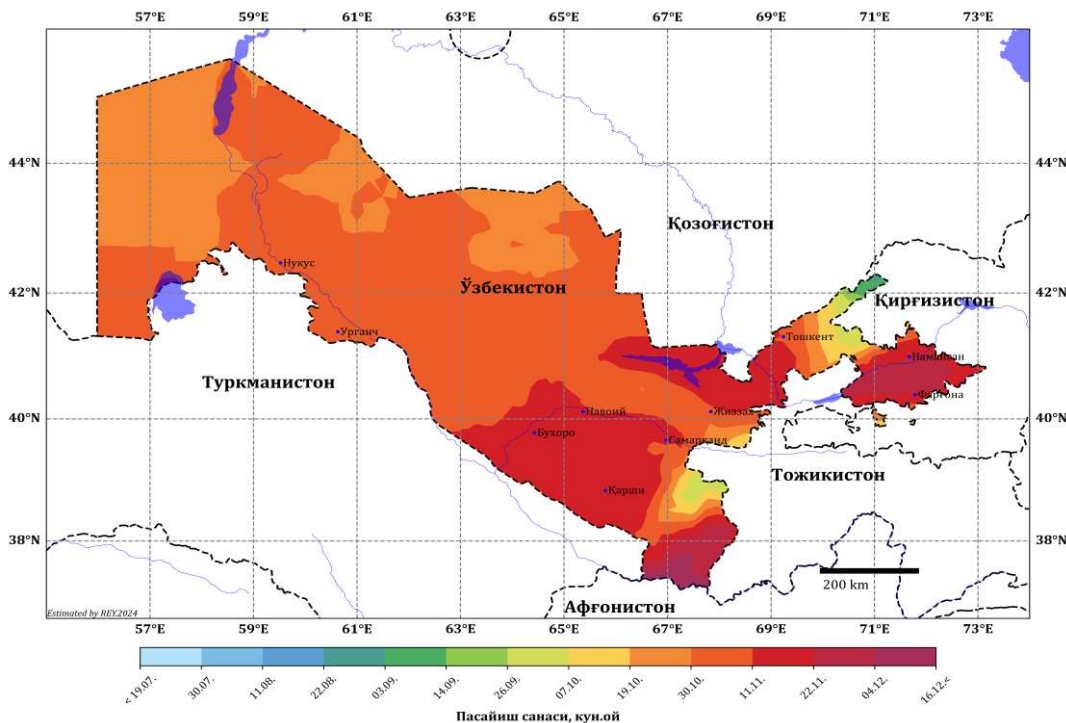 57°E 59°E 61°E 63°E 65°E 67°E 69°E 71°E 73°E
44°N 44°N
Қозоғистон
Нукус
Ўзбекистон
42°N 42°N
Қирғизистон
Урганч
Тошкент
Наманган
Туркманистон
Фарғона
40°N Навоий Жиззах 40°N
Бухоро Самарканд
Тожикистон
Қарши
38°N 38°N
200 km
Афғонистон
Estimated by REY.2024
57°E 59°E 61°E 63°E 65°E 67°E 69°E 71°E 73°E
< 19.07. 30.07. 11.08. 22.08. 03.09. 14.09. 26.09. 07.10. 19.10. 30.10. 11.11. 22.11. 04.12. 16.12.<
Пасайиш санаси, кун.ой